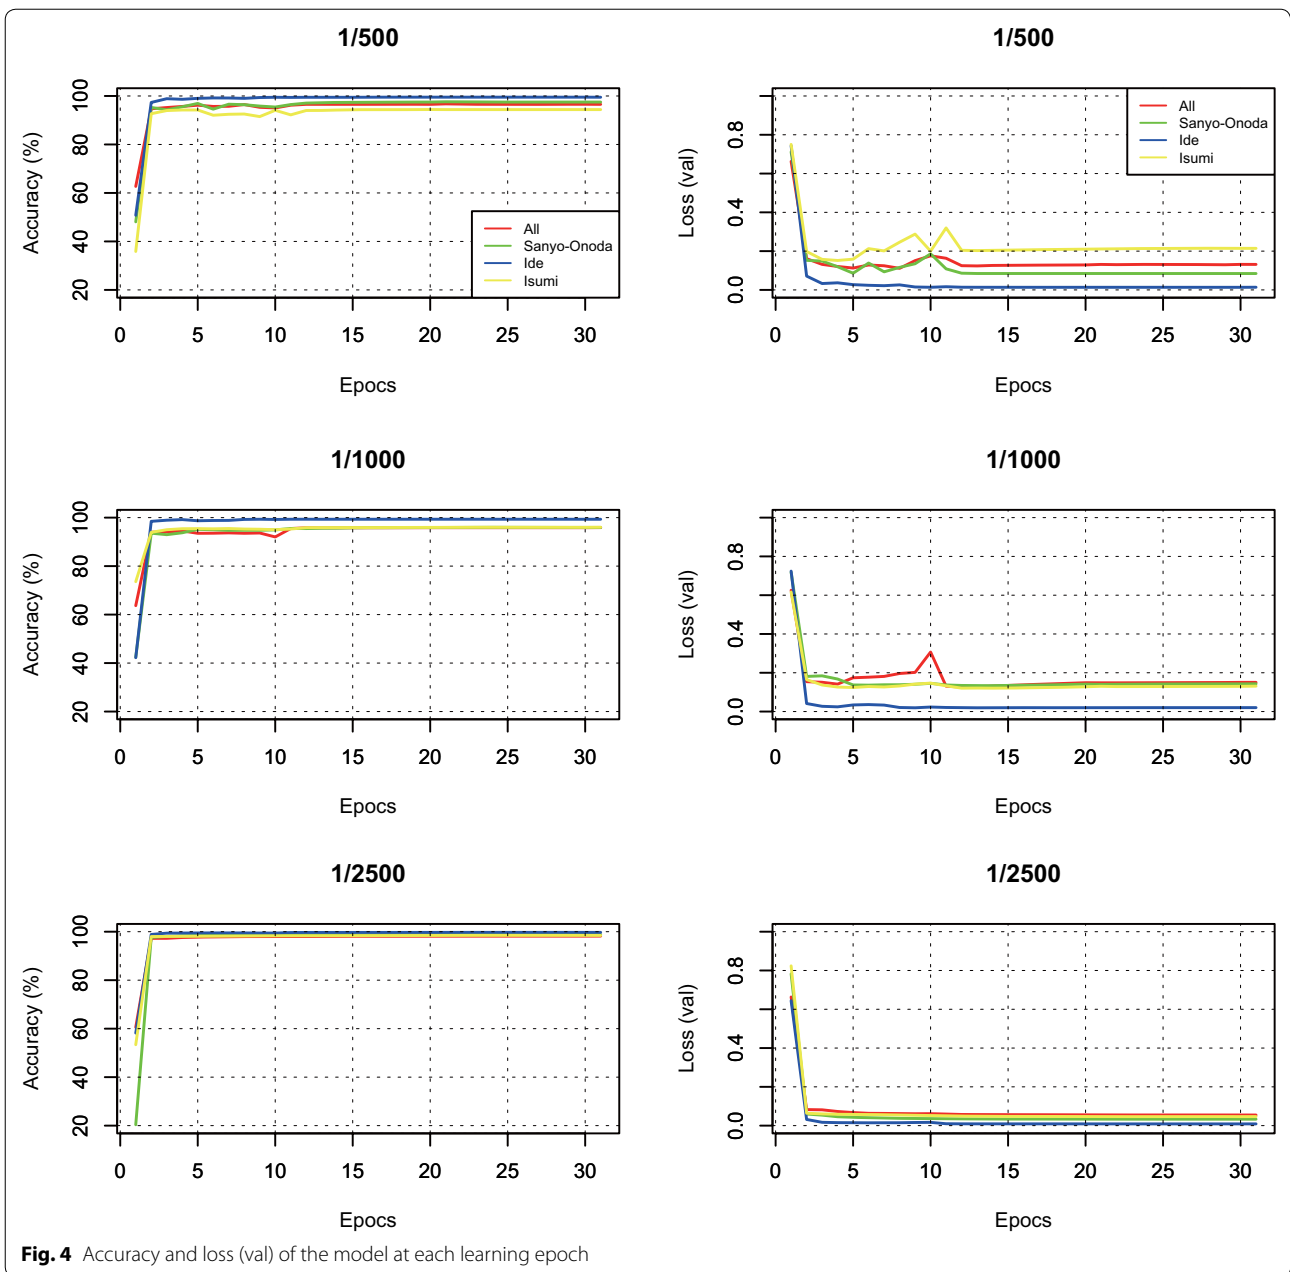 1/500
Accuracy (%)
100
80
60
40
20
All
Sanyo-Onoda
Ide
Isumi
0 5 10 15 20 25 30
Epocs
1/500
Loss (val)
0.8
0.4
0.0
All
Sanyo-Onoda
Ide
Isumi
0 5 10 15 20 25 30
Epocs
1/1000
Accuracy (%)
100
80
60
40
20
0 5 10 15 20 25 30
Epocs
1/1000
Loss (val)
0.8
0.4
0.0
0 5 10 15 20 25 30
Epocs
1/2500
Accuracy (%)
100
80
60
40
20
0 5 10 15 20 25 30
Epocs
1/2500
Loss (val)
0.8
0.4
0.0
0 5 10 15 20 25 30
Epocs
Fig. 4 Accuracy and loss (val) of the model at each learning epoch